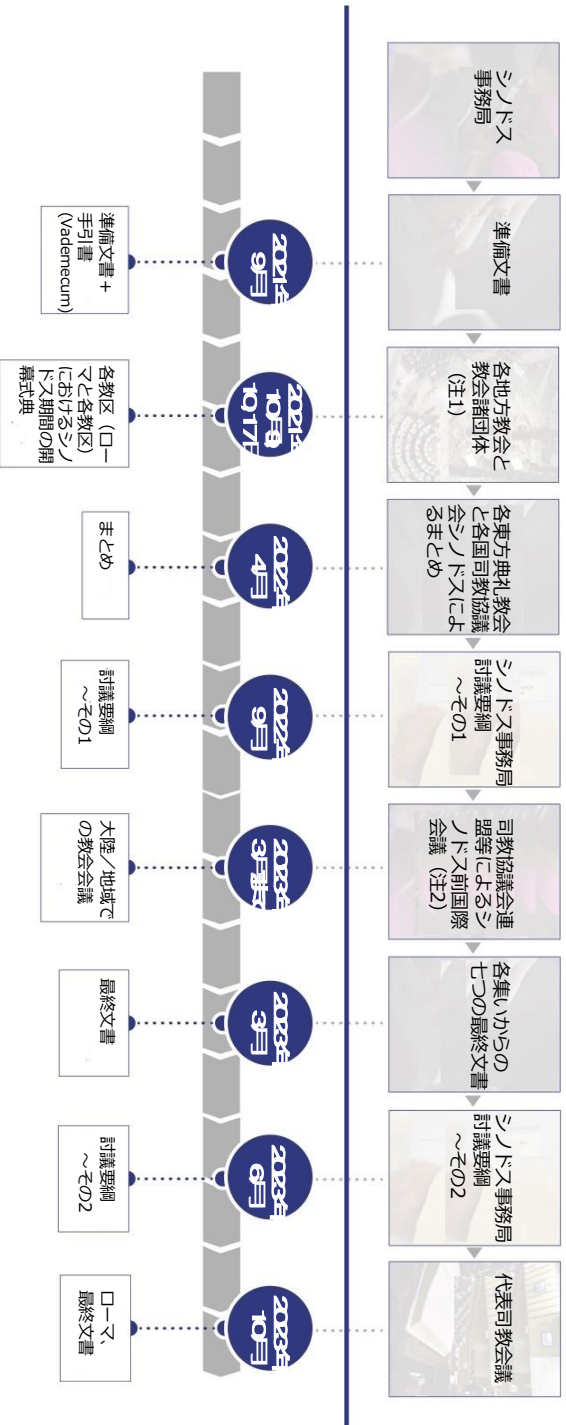 シノドス
事務局
準備文書
各地方教会と
教会諸団体
（注1）
各東方典礼教会
と各国司教協議
会シノドスによ
るまとめ
シノドス事務局
討議要綱
～その1
司教協議会連
盟等によるシ
ノドス前国際
会議（注2）
各集いからの
七つの最終文書
シノドス事務局
討議要綱
～その2
代表司教会議
2021年
9月
2021年
10月17日
2022年
4月
2022年
9月
2023年
2023年
3月
2023年
6月
2023年
10月
準備文書＋
手引書
(Vademecum)
各教区（ロー
マと各教区）
におけるシノ
ドス期間の開
幕式典
まとめ
討議要綱
～その1
大陸／地域で
の教会会議
最終文書
討議要綱
～その2
ローマ、
最終文書